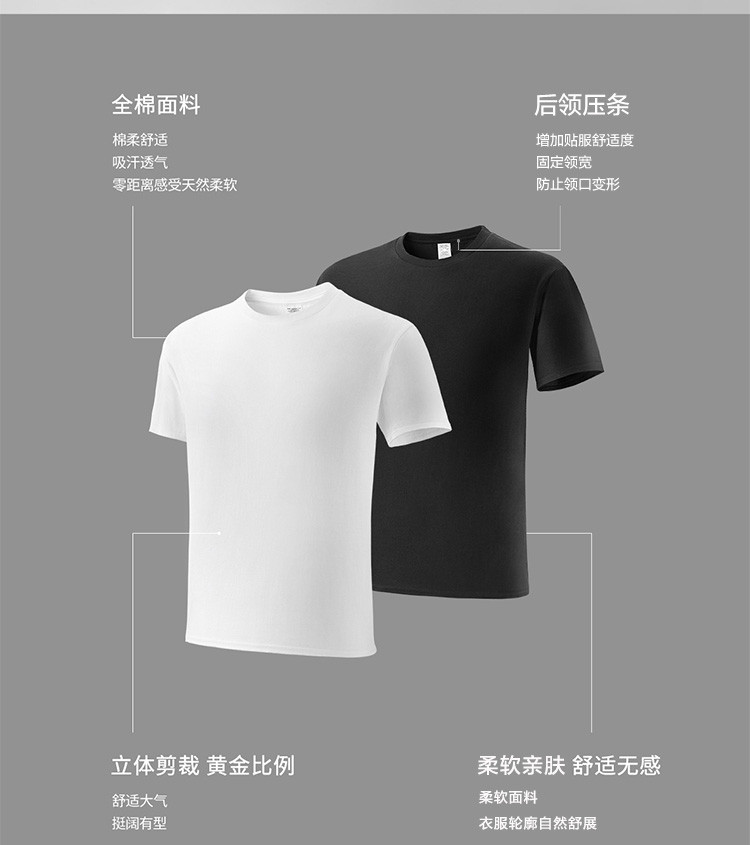 全棉面料
棉柔舒适
吸汗透气
零距离感受天然柔软
后领压条
增加贴服舒适度
固定领宽
防止领口变形
立体剪裁 黄金比例
舒适大气
挺阔有型
柔软亲肤 舒适无感
柔软面料
衣服轮廓自然舒展